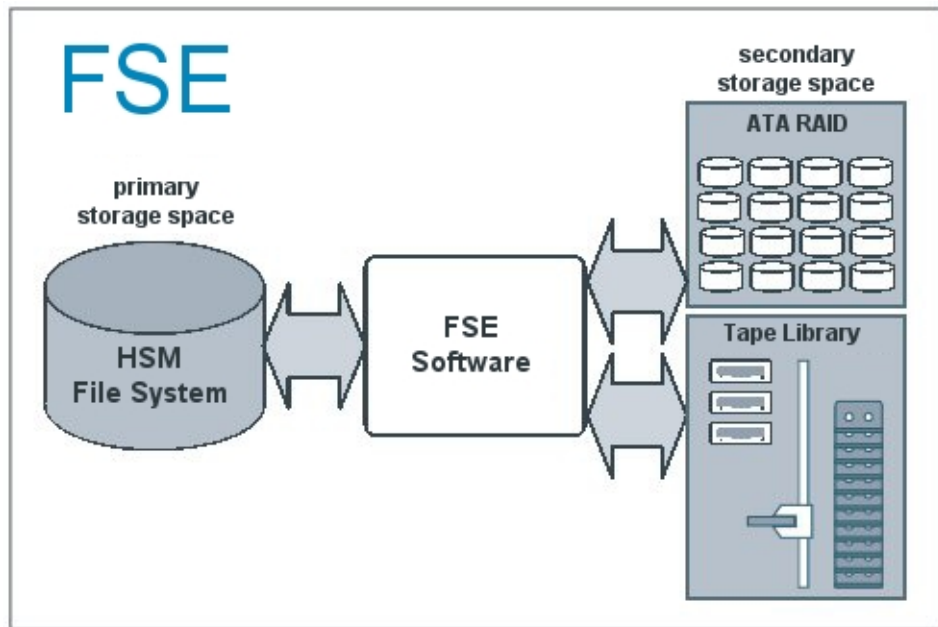 FSE
primary
storage space
HSM
File System
FSE
Software
secondary
storage space
ATA RAID
Tape Library